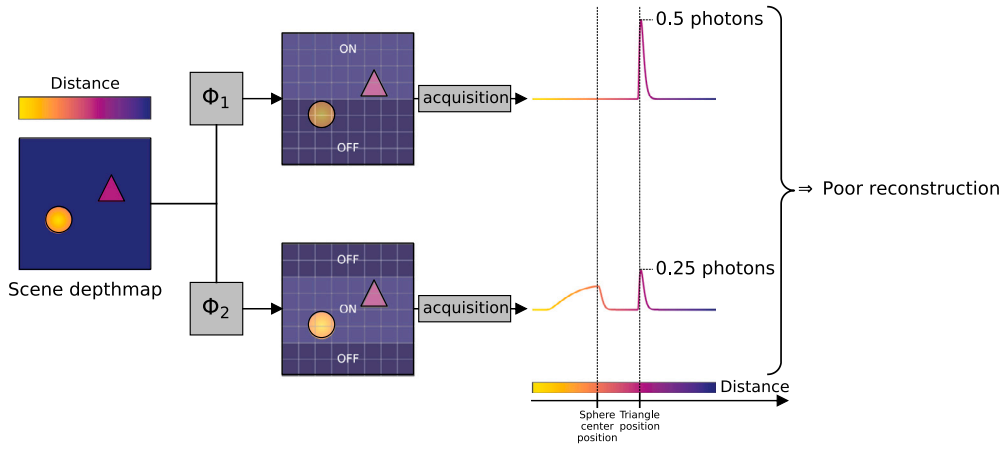 Distance
Scene depthmap
Φ1
ON
OFF
acquisition
0.5 photons
Φ2
OFF
ON
OFF
acquisition
0.25 photons
⇒ Poor reconstruction
Distance
Sphere
center
position
Triangle
position